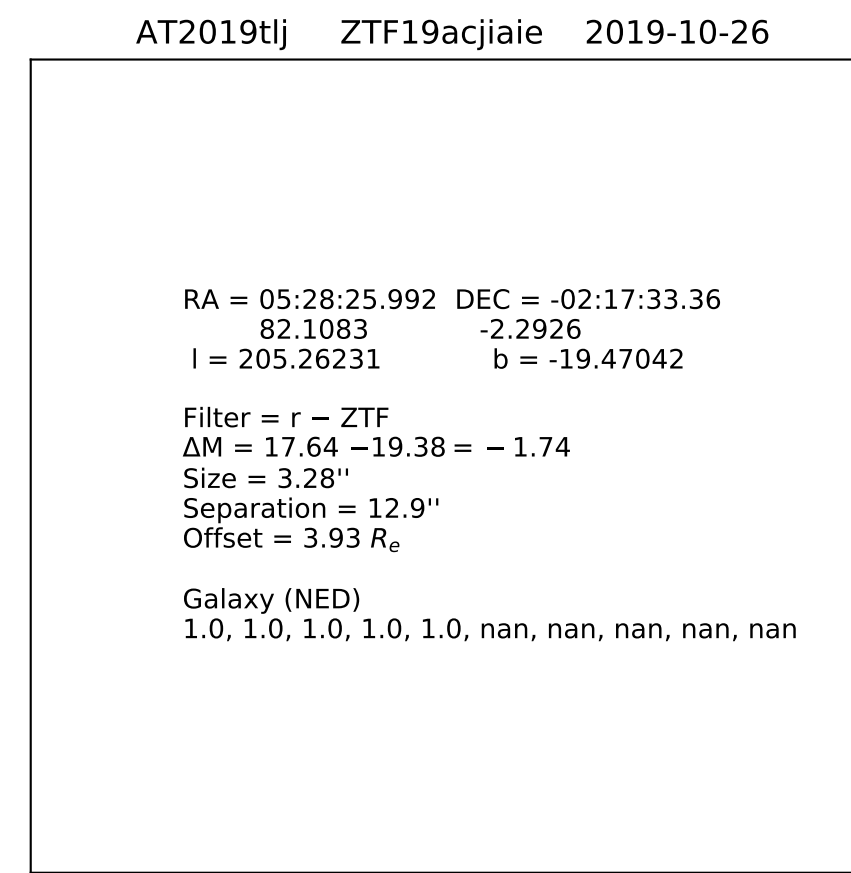 AT2019tlj ZTF19acjiaie 2019-10-26
RA = 05:28:25.992 DEC = -02:17:33.36
82.1083 -2.2926
l = 205.26231 b = -19.47042
Filter = r − ZTF
ΔM = 17.64 −19.38 = − 1.74
Size = 3.28''
Separation = 12.9''
Offset = 3.93 Re
Galaxy (NED)
1.0, 1.0, 1.0, 1.0, 1.0, nan, nan, nan, nan, nan